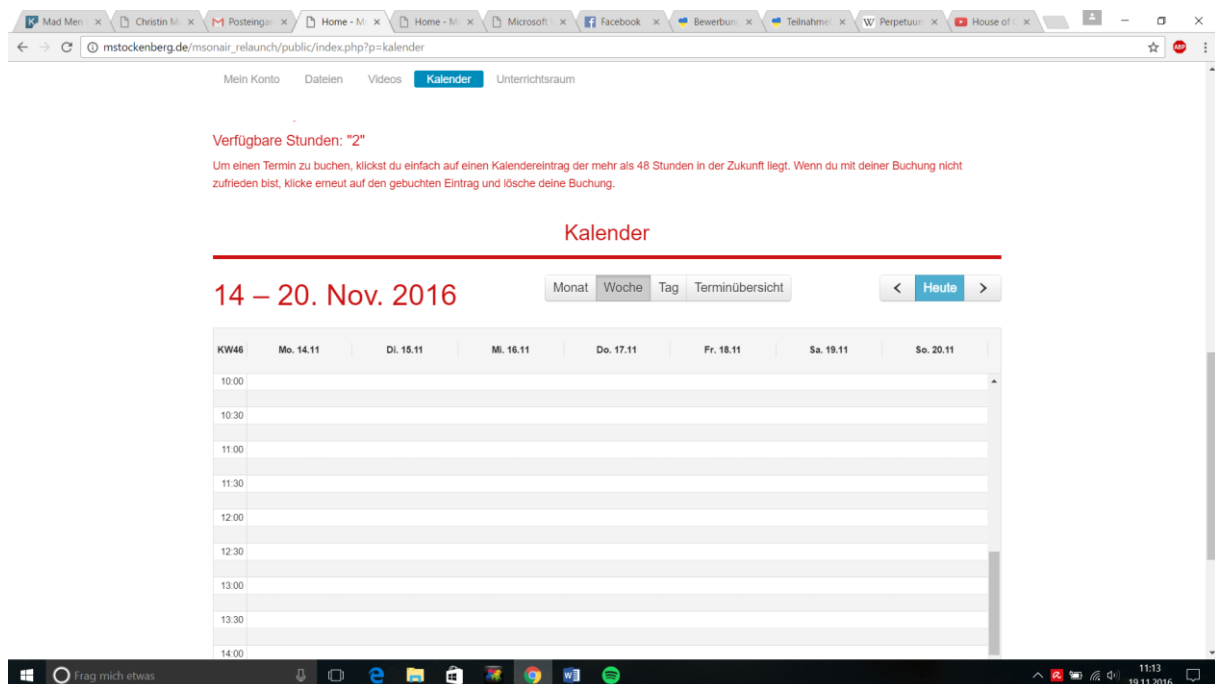 Mad Men
Christin M
Posteingan
Home - M
Home - M
Microsoft
Facebook
Bewerbung
Teilnahme
Perpetuum
House of C
mstockenberg.de/msonair_relaunch/public/index.php?p=kalender
Mein Konto Dateien Videos Kalender Unterrichtsraum
Verfügbare Stunden: "2"
Um einen Termin zu buchen, klickst du einfach auf einen Kalendereintrag der mehr als 48 Stunden in der Zukunft liegt. Wenn du mit deiner Buchung nicht
zufrieden bist, klicke erneut auf den gebuchten Eintrag und lösche deine Buchung.
Kalender
14 – 20. Nov. 2016
Monat Woche Tag Terminübersicht
Heute
KW46 Mo. 14.11 Di. 15.11 Mi. 16.11 Do. 17.11 Fr. 18.11 Sa. 19.11 So. 20.11
10:00
10:30
11:00
11:30
12:00
12:30
13:00
13:30
14:00
Frag mich etwas
11:13
19.11.2016